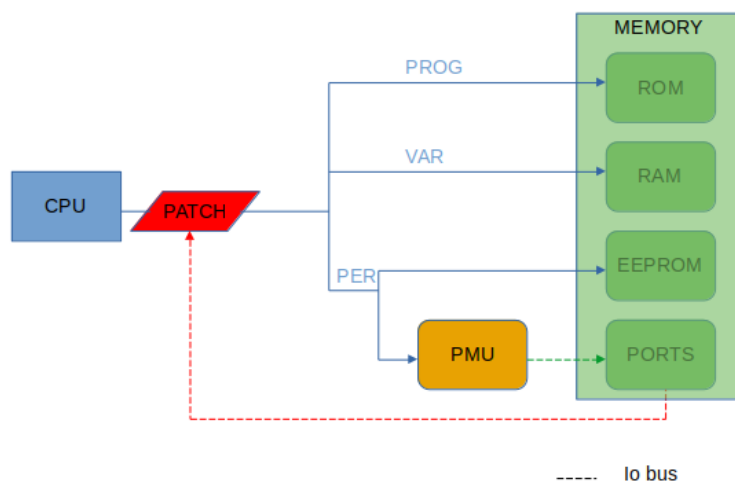 MEMORY
PROG
ROM
VAR
RAM
CPU
PATCH
PER
EEPROM
PMU
PORTS
Io bus